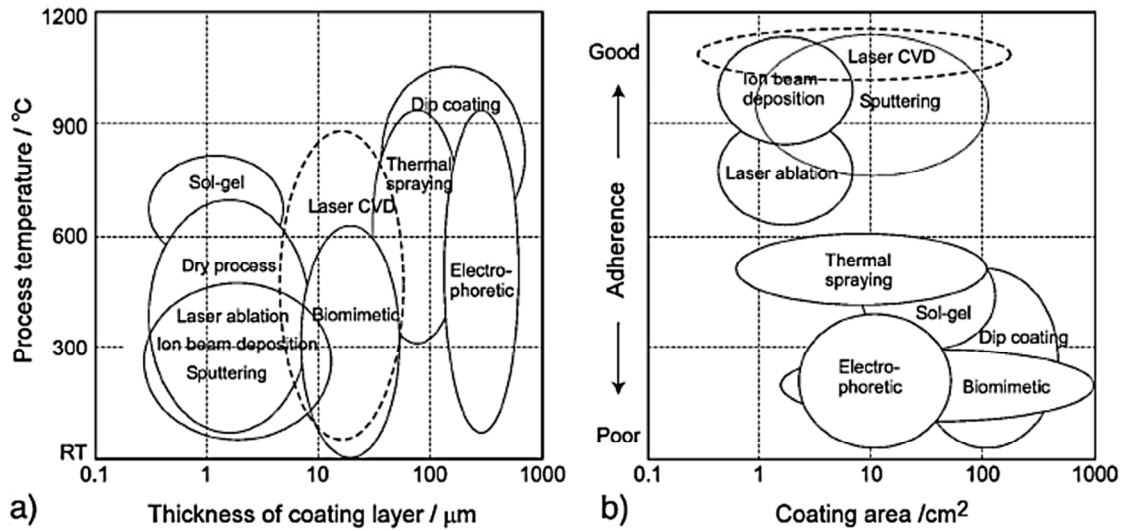 1200
900
600
300
RT
Process temperature / °C
0.1
1
10
100
1000
Thickness of coating layer / μm
a)
Dip coating
Thermal
spraying
Sol-gel
Laser CVD
Dry process
Electro-
phoretic
Laser ablation
Biomimetic
Ion beam deposition
Sputtering
Good
Adherence
Poor
0.1
1
10
100
1000
Coating area /cm2
b)
Laser CVD
Ion beam
deposition
Sputtering
Laser ablation
Thermal
spraying
Sol-gel
Dip coating
Electro-
phoretic
Biomimetic